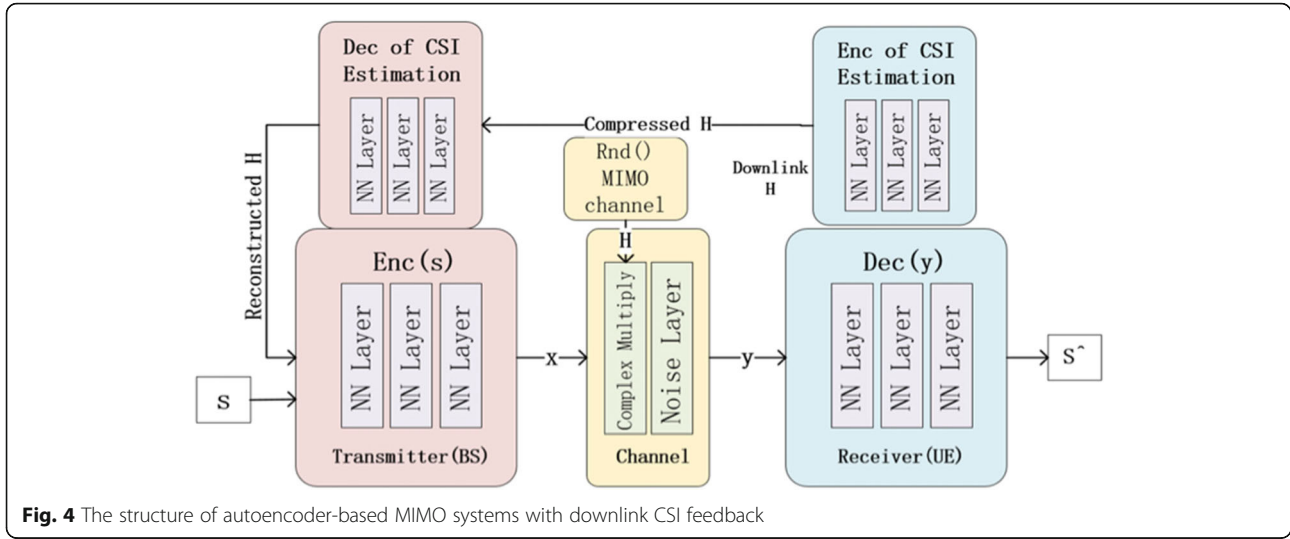 Dec of CSI
Estimation
NN Layer
NN Layer
NN Layer
Enc of CSI
Estimation
NN Layer
NN Layer
NN Layer
Compressed H
Rnd()
MIMO
channel
Downlink
H
Reconstructed H
H
Enc(s)
NN Layer
NN Layer
NN Layer
Transmitter(BS)
s
x
Complex Multiply
Noise Layer
Channel
y
Dec(y)
NN Layer
NN Layer
NN Layer
Receiver(UE)
S^
Fig. 4 The structure of autoencoder-based MIMO systems with downlink CSI feedback